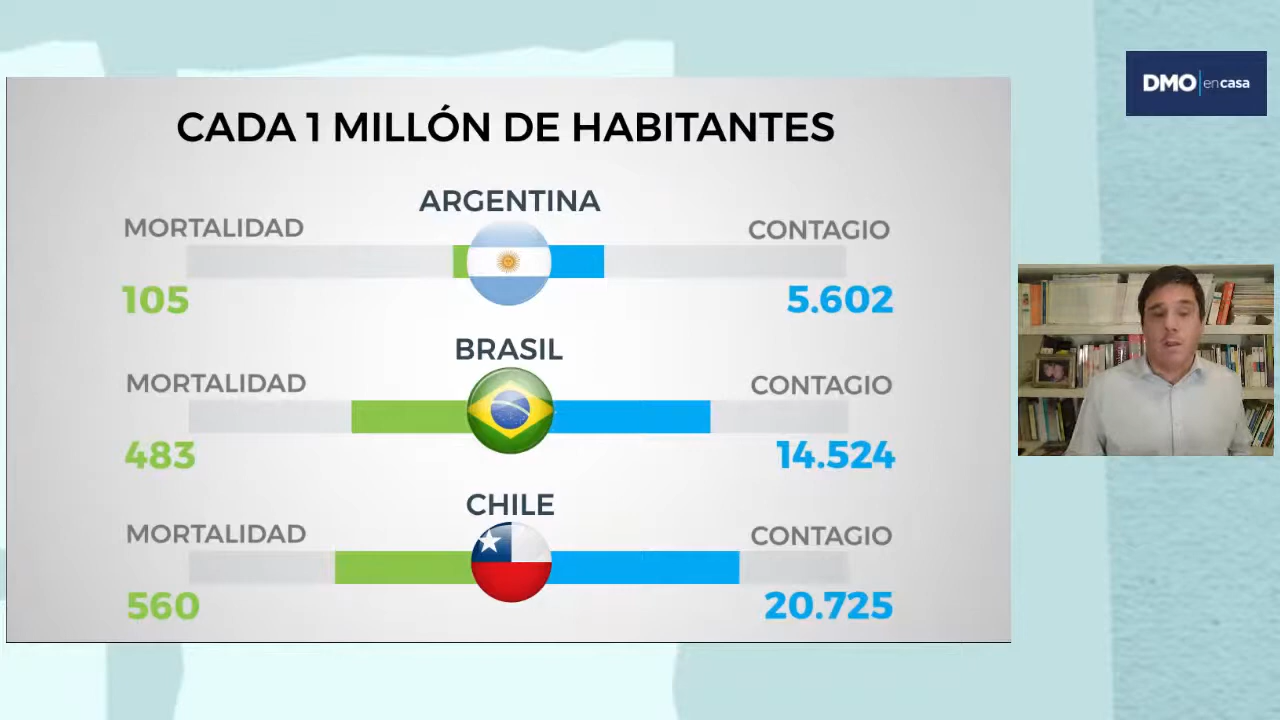 CADA 1 MILLÓN DE HABITANTES
ARGENTINA
MORTALIDAD
CONTAGIO
105
5.602
BRASIL
MORTALIDAD
CONTAGIO
483
14.524
CHILE
MORTALIDAD
CONTAGIO
560
20.725
DMO encasa